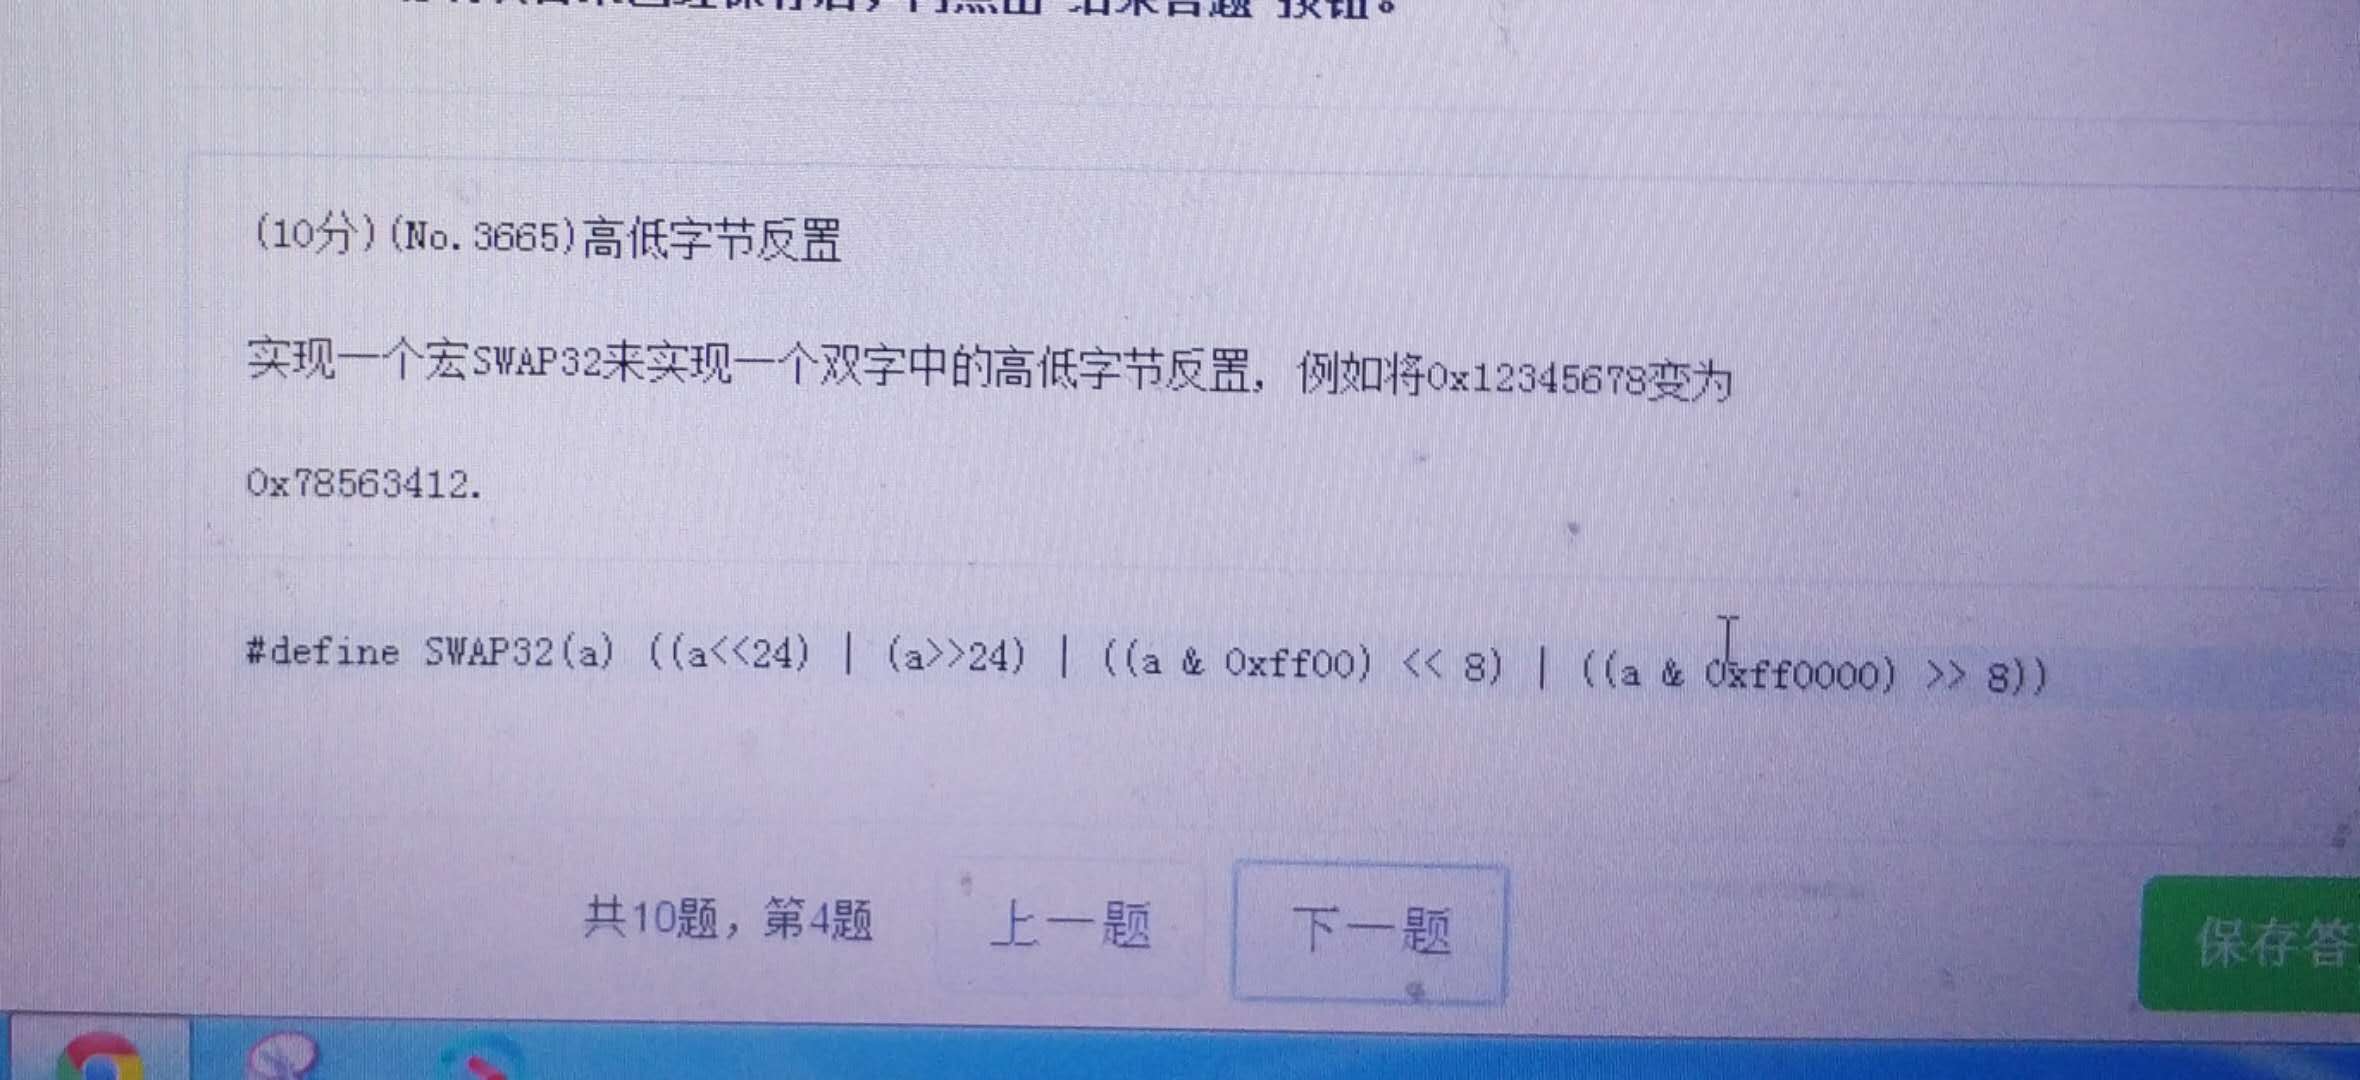 按钮。
(10分)(No.3665)高低字节反置
实现一个宏SWAP32来实现一个双字中的高低字节反置, 例如将0x12345678变为
0x78563412.
#define SWAP32(a) ((a<<24) | (a>>24) | ((a & 0xff00) << 8) | ((a & 0xff0000) >> 8))
共10题，第4题 上一题 下一题 保存答